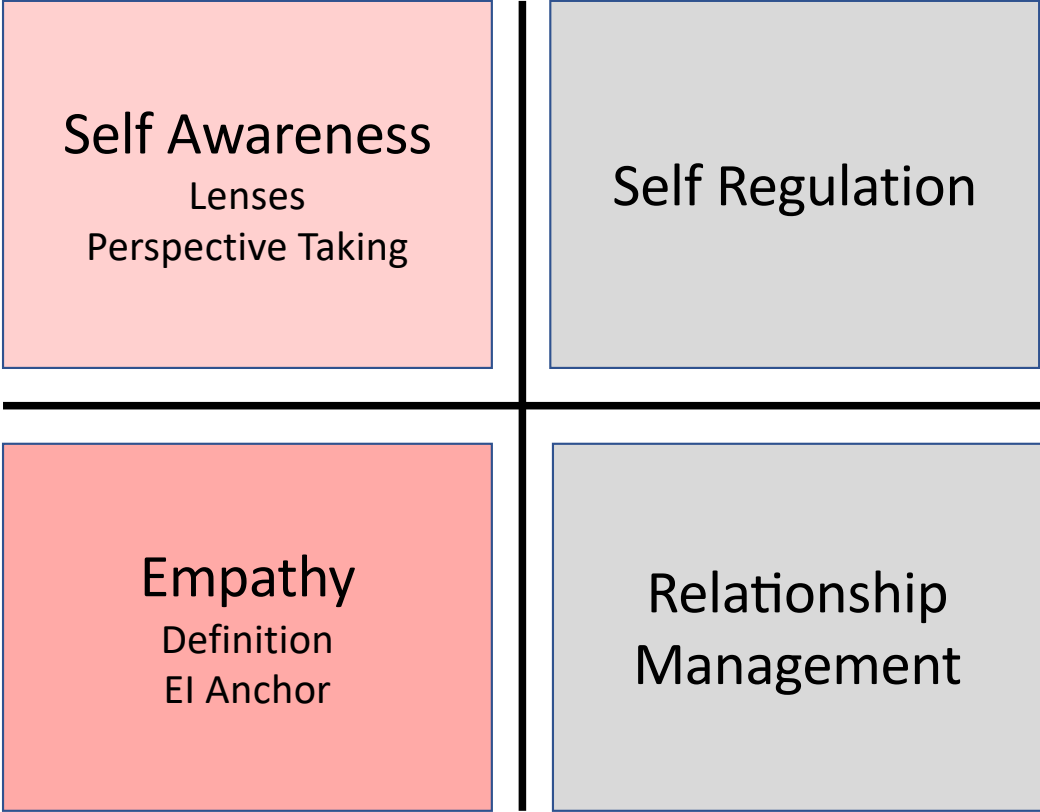 Self Awareness
Lenses
Perspective Taking
Self Regulation
Empathy
Definition
EI Anchor
Relationship
Management